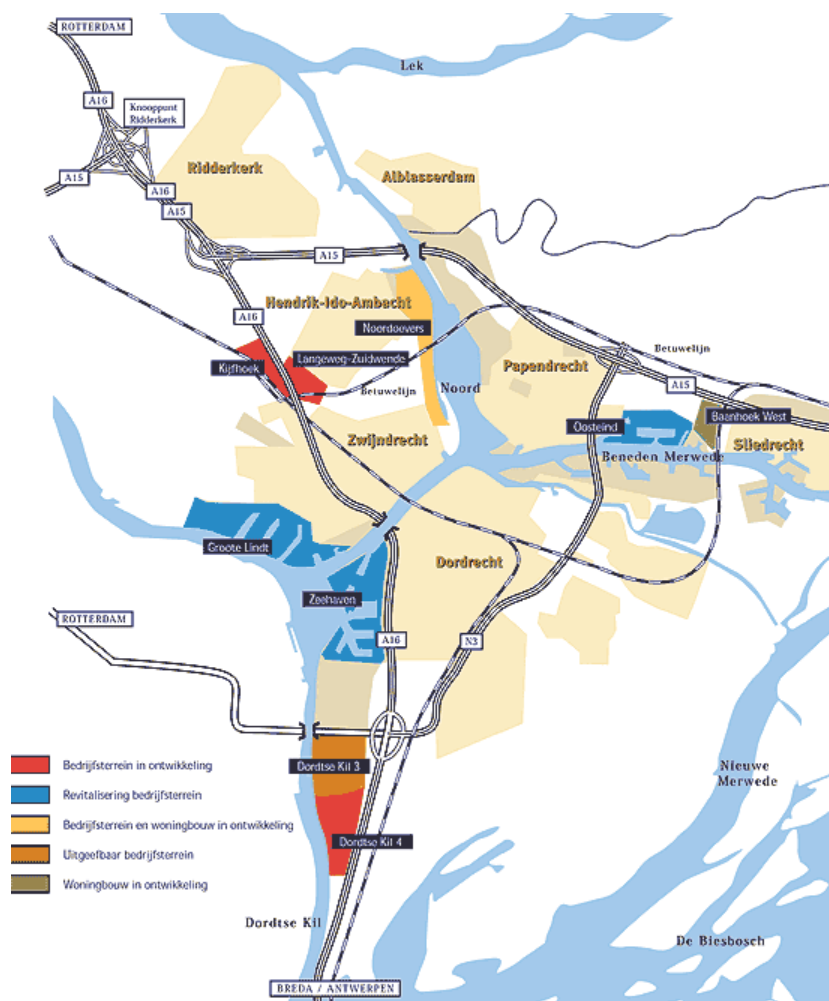 ROTTERDAM
Lek
A16
Knooppunt
Ridderkerk
Ridderkerk
Alblasserdam
A15
A16
A15
A15
Hendrik-Ido-Ambacht
A16
Noordoevers
Betuwelijn
Langeweg-Zuidwende
Kijfhoek
Papendrecht
Noord
A15
Betuwelijn
Baanhoek West
Oosteind
Zwijndrecht
Sliedrecht
Beneden Merwede
Groote Lindt
Dordrecht
Zeehaven
ROTTERDAM
A16
N3
Dordtse Kil 3
Bedrijfsterrein in ontwikkeling
Revitalisering bedrijfsterrein
Bedrijfsterrein en woningbouw in ontwikkeling
Uitgeefbaar bedrijfsterrein
Woningbouw in ontwikkeling
Nieuwe
Merwede
Dordtse Kil 4
Dordtse Kil
De Biesbosch
BREDA / ANTWERPEN